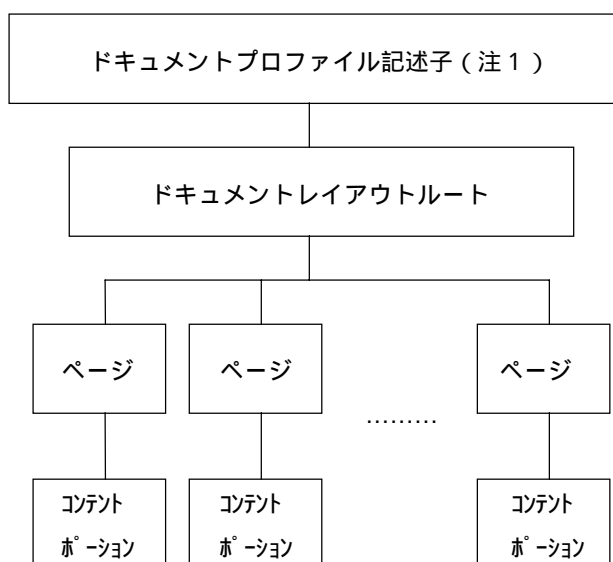 ドキュメントプロファイル記述子(注1)
ドキュメントレイアウトルート
ページ ページ ページ
………
コンテント コンテント コンテント
ポーション ポーション ポーション